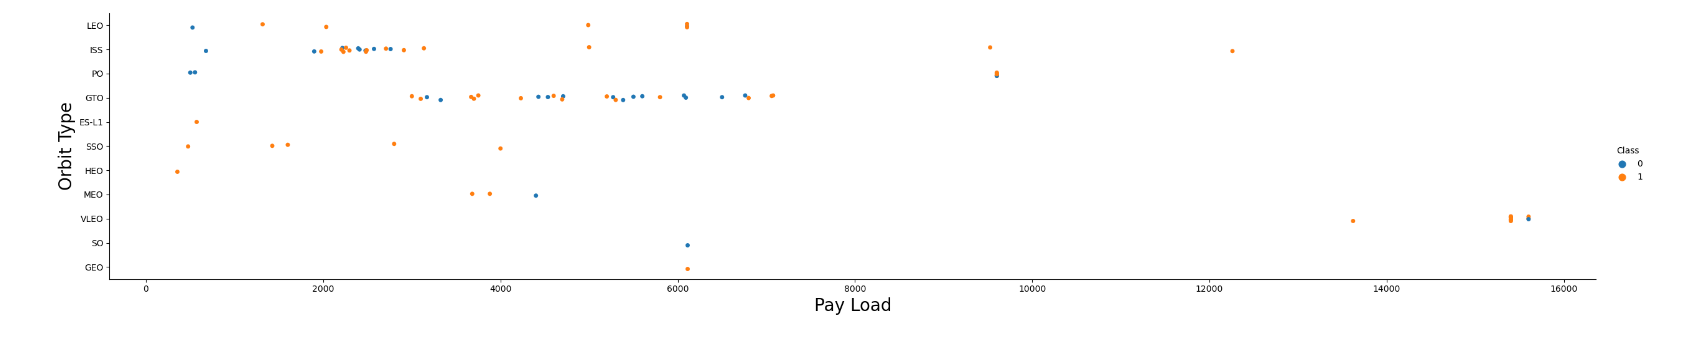 Orbit Type
LEO
ISS
PO
GTO
ES-L1
SSO
HEO
MEO
VLEO
SO
GEO
0 2000 4000 6000 8000 10000 12000 14000 16000
Pay Load
Class
0
1